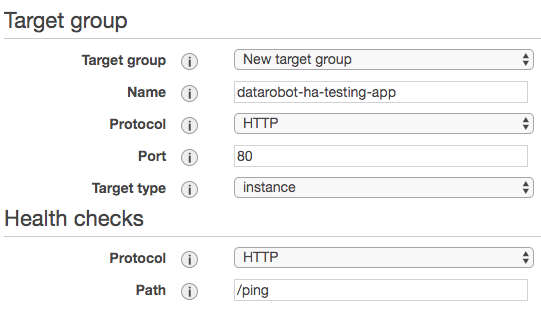 Target group
Target group i New target group
Name i datarobot-ha-testing-app
Protocol i HTTP
Port i 80
Target type i instance
Health checks
Protocol i HTTP
Path i /ping